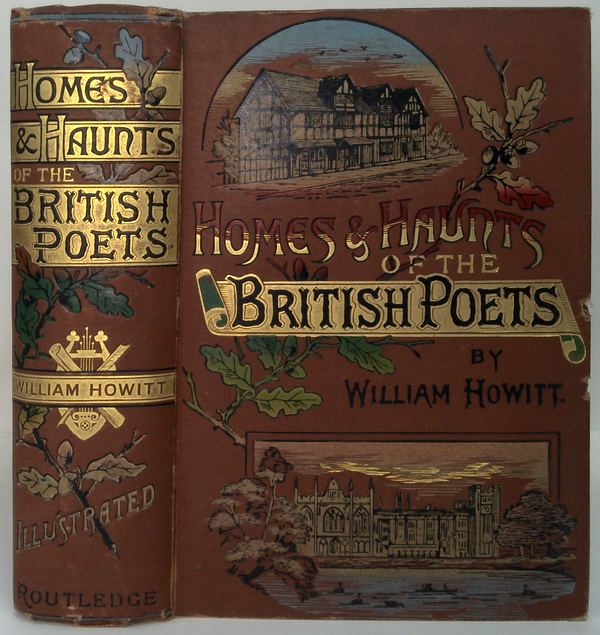 HOMES
& HAUNTS
OF THE
BRITISH
POETS
WILLIAM HOWITT
ILLUSTRATED
ROUTLEDGE
HOMES & HAUNTS
OF THE
BRITISH POETS
BY
WILLIAM HOWITT.